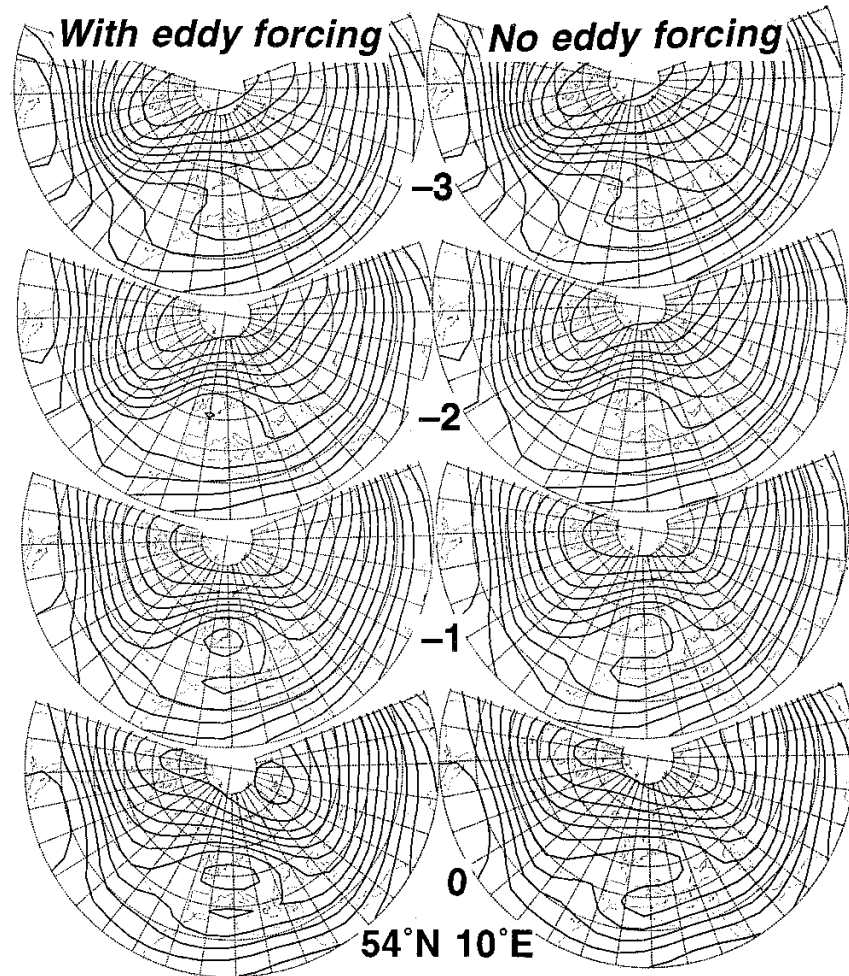 With eddy forcing
No eddy forcing
–3
–2
–1
0
54°N 10°E